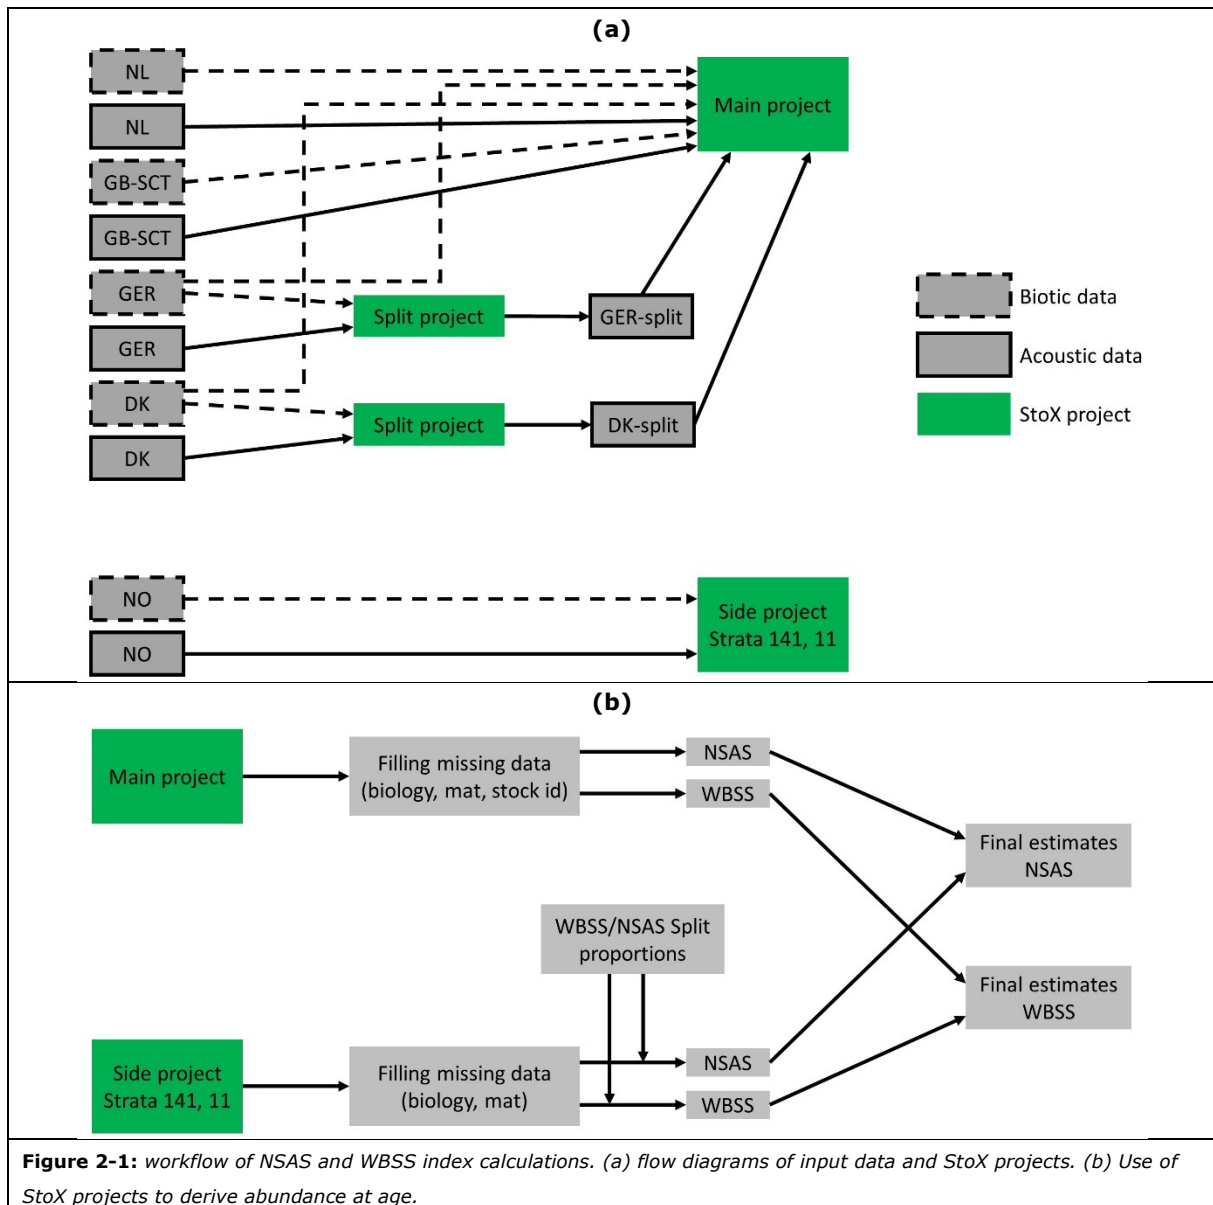 (a)
NL
NL
GB-SCT
GB-SCT
GER
GER
DK
DK
Split project
Split project
GER-split
DK-split
Main project
Biotic data
Acoustic data
StoX project
NO
NO
Side project
Strata 141, 11
(b)
Main project
Filling missing data
(biology, mat, stock id)
NSAS
WBSS
Final estimates
NSAS
WBSS/NSAS Split
proportions
Final estimates
WBSS
Side project
Strata 141, 11
Filling missing data
(biology, mat)
NSAS
WBSS
Figure 2-1: workflow of NSAS and WBSS index calculations. (a) flow diagrams of input data and StoX projects. (b) Use of
StoX projects to derive abundance at age.